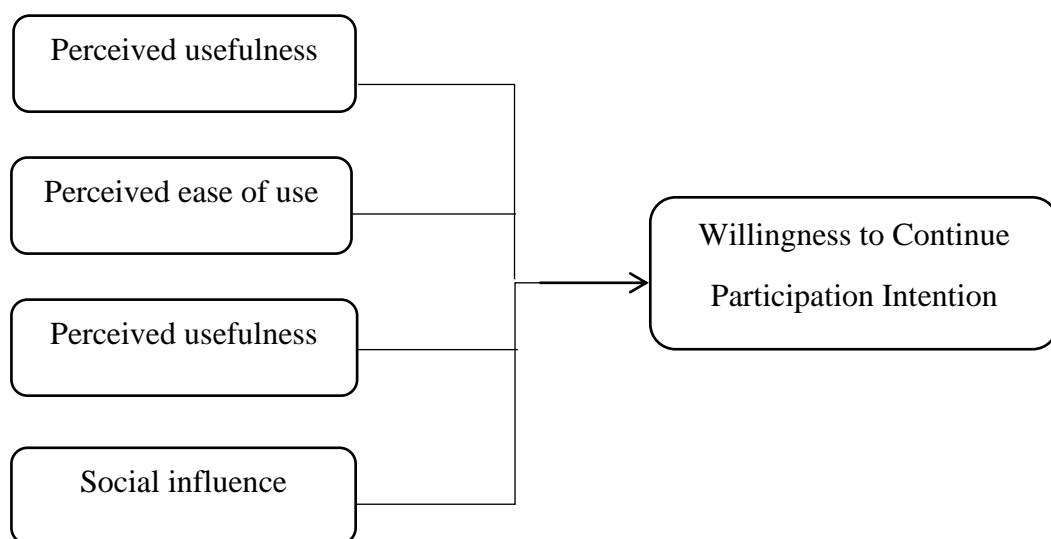 Perceived usefulness
Perceived ease of use
Perceived usefulness
Social influence
Willingness to Continue
Participation Intention